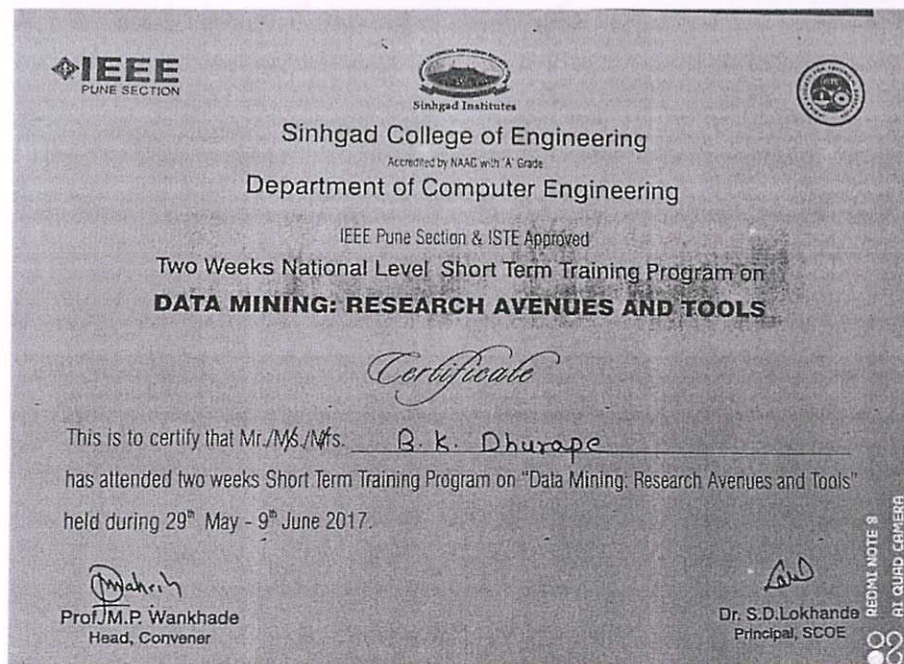 IEEE
PUNE SECTION
Sinhgad Institutes
Sinhgad College of Engineering
Accredited by NAAC with 'A' Grade
Department of Computer Engineering
IEEE Pune Section & ISTE Approved
Two Weeks National Level Short Term Training Program on
DATA MINING: RESEARCH AVENUES AND TOOLS
Certificate
This is to certify that Mr./Ms./Mrs. B. K. Dhurape
has attended two weeks Short Term Training Program on "Data Mining: Research Avenues and Tools"
held during 29th May - 9th June 2017.
Prof. M.P. Wankhade
Head, Convener
Dr. S.D.Lokhande
Principal, SCOE
REDMI NOTE 8
AI QUAD CAMERA